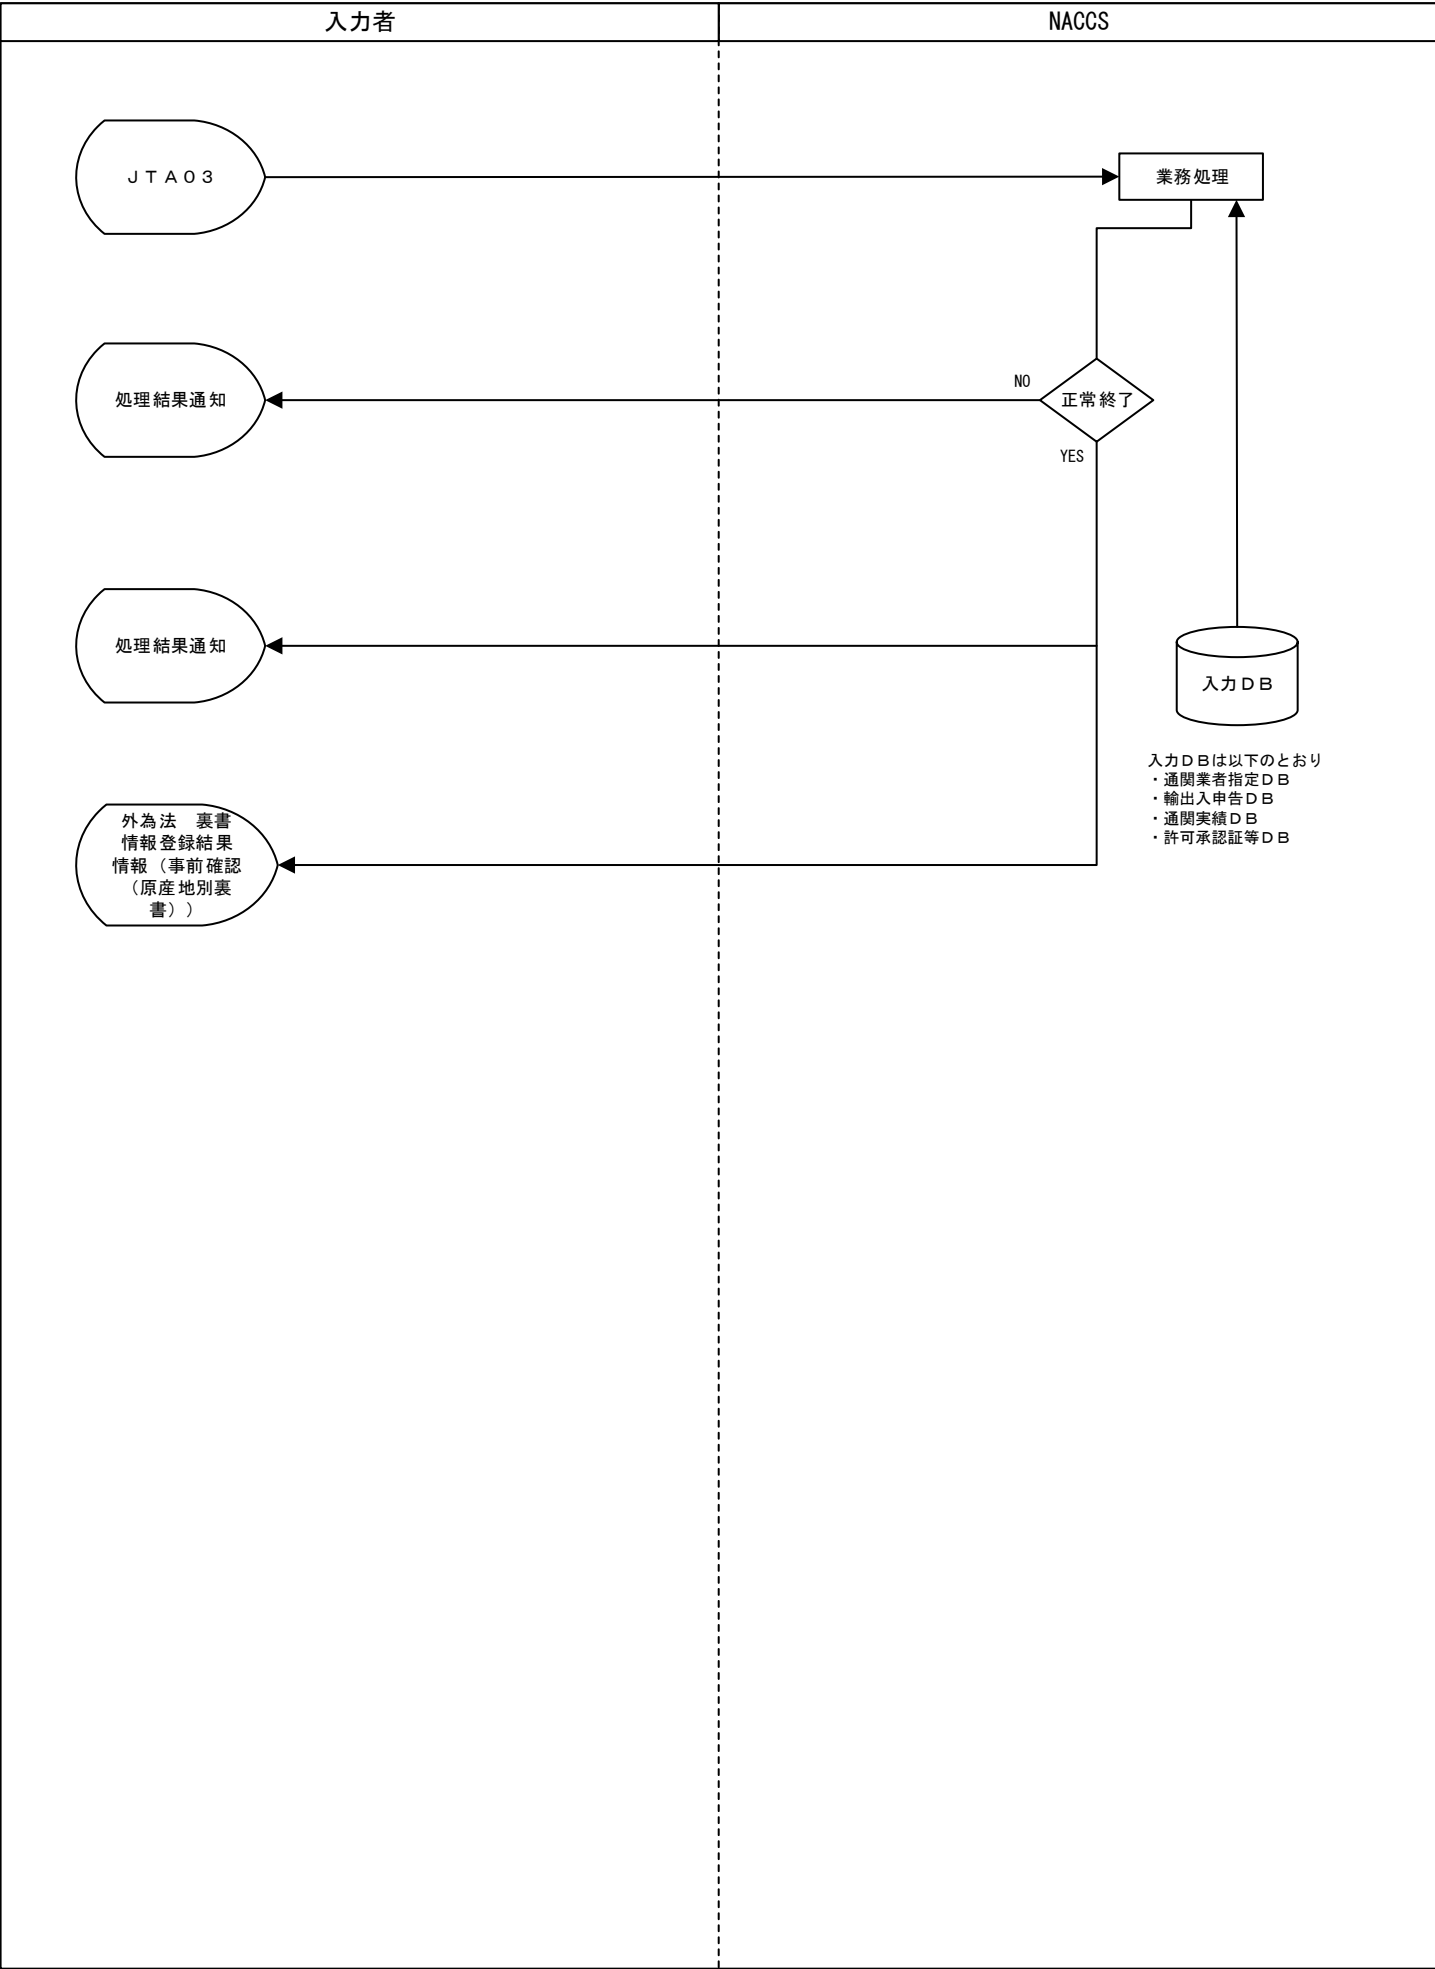 入力者
NACCS
ＪＴＡ０３
業務処理
処理結果通知
NO
正常終了
YES
処理結果通知
入力ＤＢ
入力ＤＢは以下のとおり
・通関業者指定ＤＢ
・輸出入申告ＤＢ
・通関実績ＤＢ
・許可承認証等ＤＢ
外為法　裏書
情報登録結果
情報（事前確認
（原産地別裏
書））